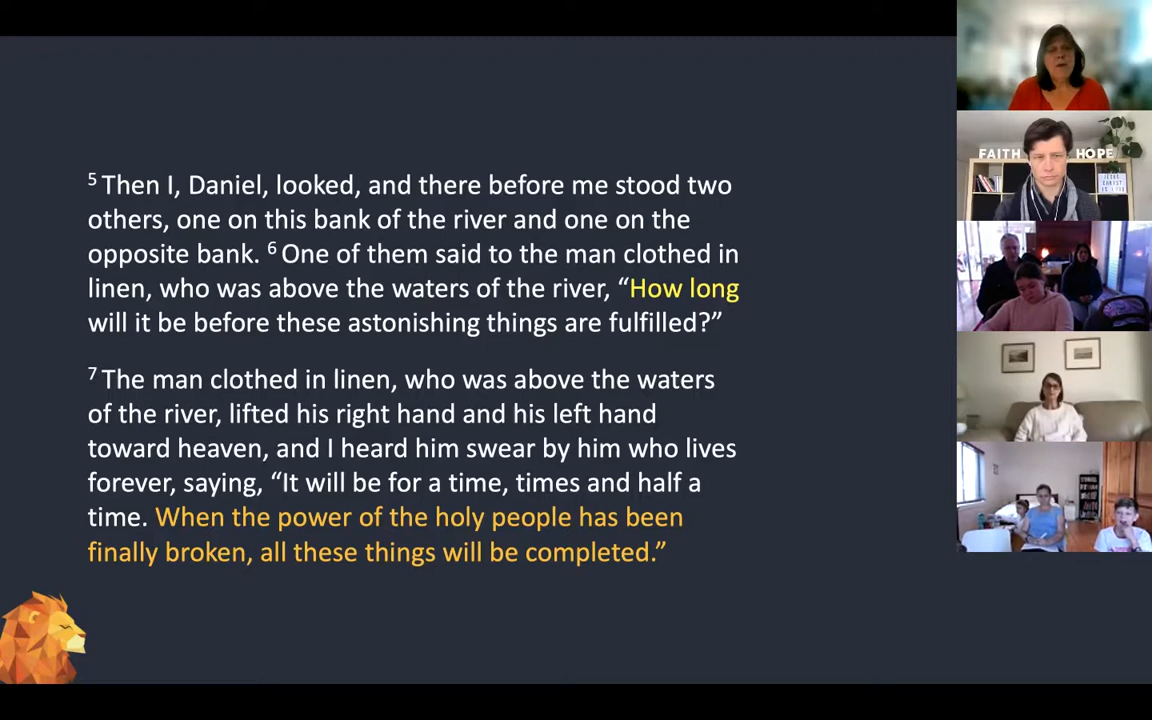 5 Then I, Daniel, looked, and there before me stood two
others, one on this bank of the river and one on the
opposite bank. 6 One of them said to the man clothed in
linen, who was above the waters of the river, “How long
will it be before these astonishing things are fulfilled?”
7 The man clothed in linen, who was above the waters
of the river, lifted his right hand and his left hand
toward heaven, and I heard him swear by him who lives
forever, saying, “It will be for a time, times and half a
time. When the power of the holy people has been
finally broken, all these things will be completed.”
FAITH HOPE
JESUS
CHRIST